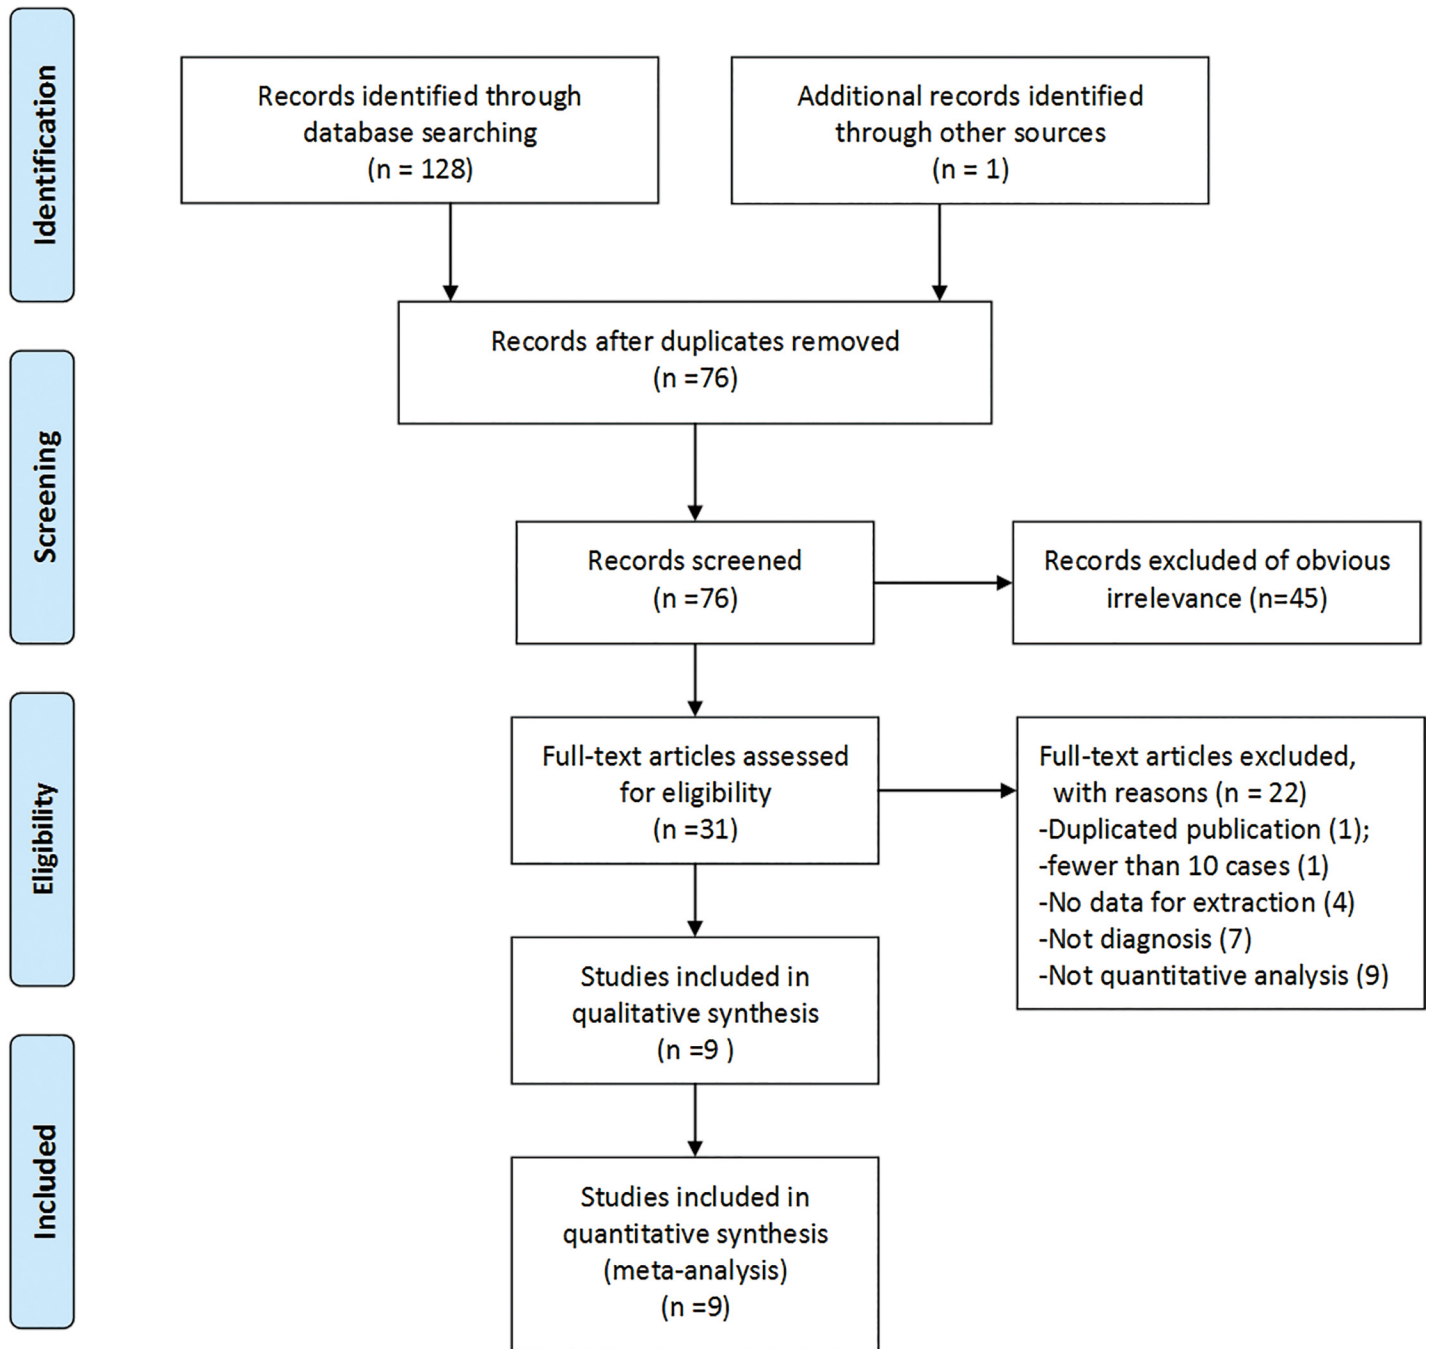 Identification
Records identified through
database searching
(n = 128)
Additional records identified
through other sources
(n = 1)
Records after duplicates removed
(n =76)
Screening
Records screened
(n =76)
Records excluded of obvious
irrelevance (n=45)
Eligibility
Full-text articles assessed
for eligibility
(n =31)
Full-text articles excluded,
with reasons (n = 22)
-Duplicated publication (1);
-fewer than 10 cases (1)
-No data for extraction (4)
-Not diagnosis (7)
-Not quantitative analysis (9)
Studies included in
qualitative synthesis
(n =9 )
Included
Studies included in
quantitative synthesis
(meta-analysis)
(n =9)